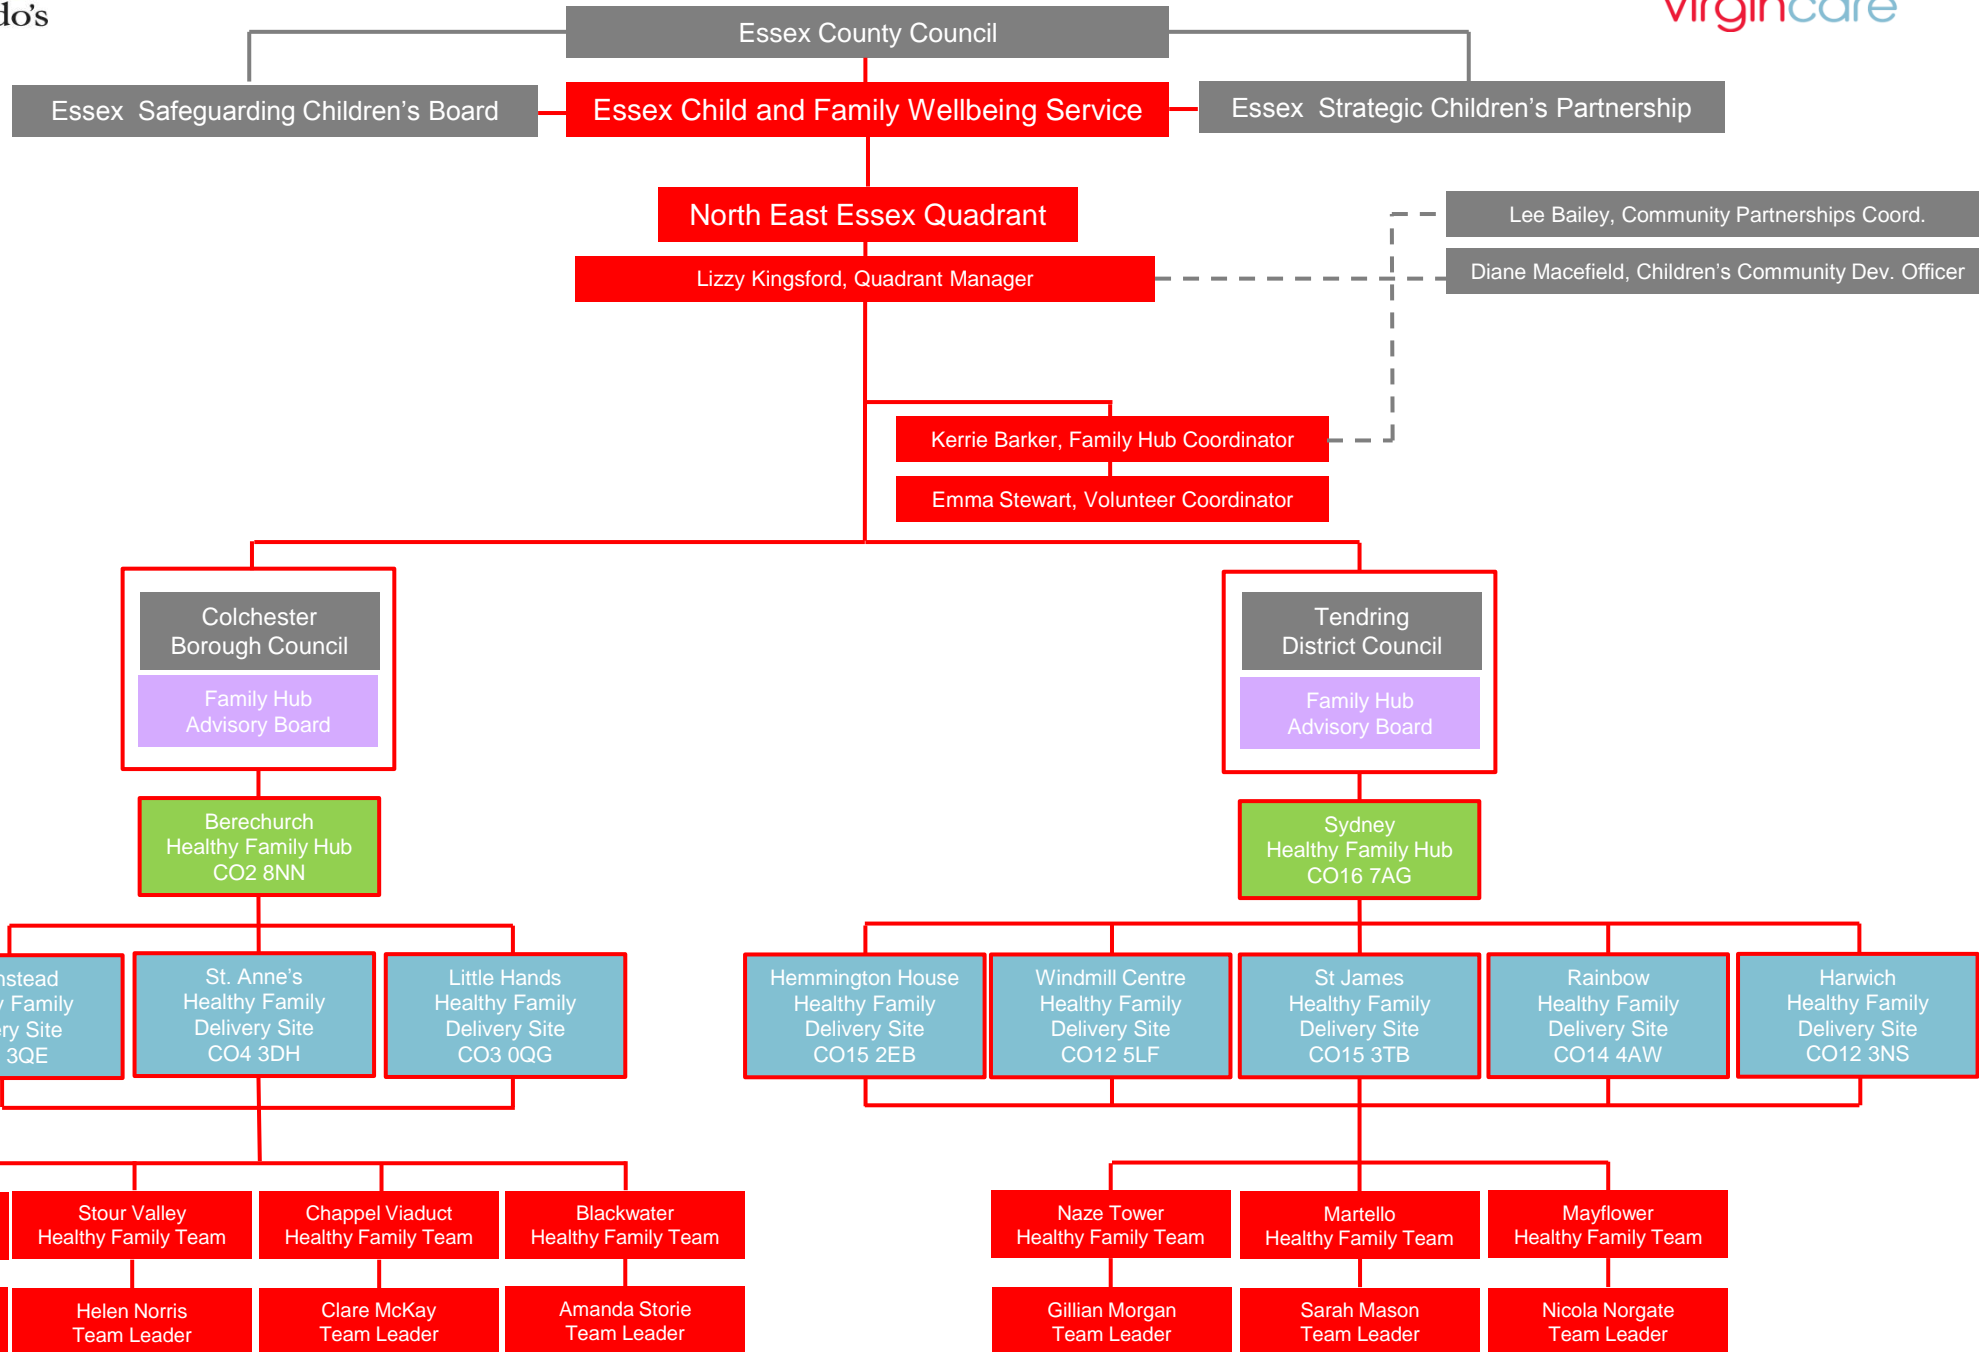 do's
virgincare
Essex County Council
Essex Safeguarding Children's Board
Essex Child and Family Wellbeing Service
Essex Strategic Children's Partnership
North East Essex Quadrant
Lizzy Kingsford, Quadrant Manager
Lee Bailey, Community Partnerships Coord.
Diane Macefield, Children's Community Dev. Officer
Kerrie Barker, Family Hub Coordinator
Emma Stewart, Volunteer Coordinator
Colchester
Borough Council
Family Hub
Advisory Board
Tendring
District Council
Family Hub
Advisory Board
Berechurch
Healthy Family Hub
CO2 8NN
Sydney
Healthy Family Hub
CO16 7AG
nstead
y Family
ery Site
3QE
St. Anne's
Healthy Family
Delivery Site
CO4 3DH
Little Hands
Healthy Family
Delivery Site
CO3 0QG
Hemmington House
Healthy Family
Delivery Site
CO15 2EB
Windmill Centre
Healthy Family
Delivery Site
CO12 5LF
St James
Healthy Family
Delivery Site
CO15 3TB
Rainbow
Healthy Family
Delivery Site
CO14 4AW
Harwich
Healthy Family
Delivery Site
CO12 3NS
Stour Valley
Healthy Family Team
Chappel Viaduct
Healthy Family Team
Blackwater
Healthy Family Team
Naze Tower
Healthy Family Team
Martello
Healthy Family Team
Mayflower
Healthy Family Team
Helen Norris
Team Leader
Clare McKay
Team Leader
Amanda Storie
Team Leader
Gillian Morgan
Team Leader
Sarah Mason
Team Leader
Nicola Norgate
Team Leader